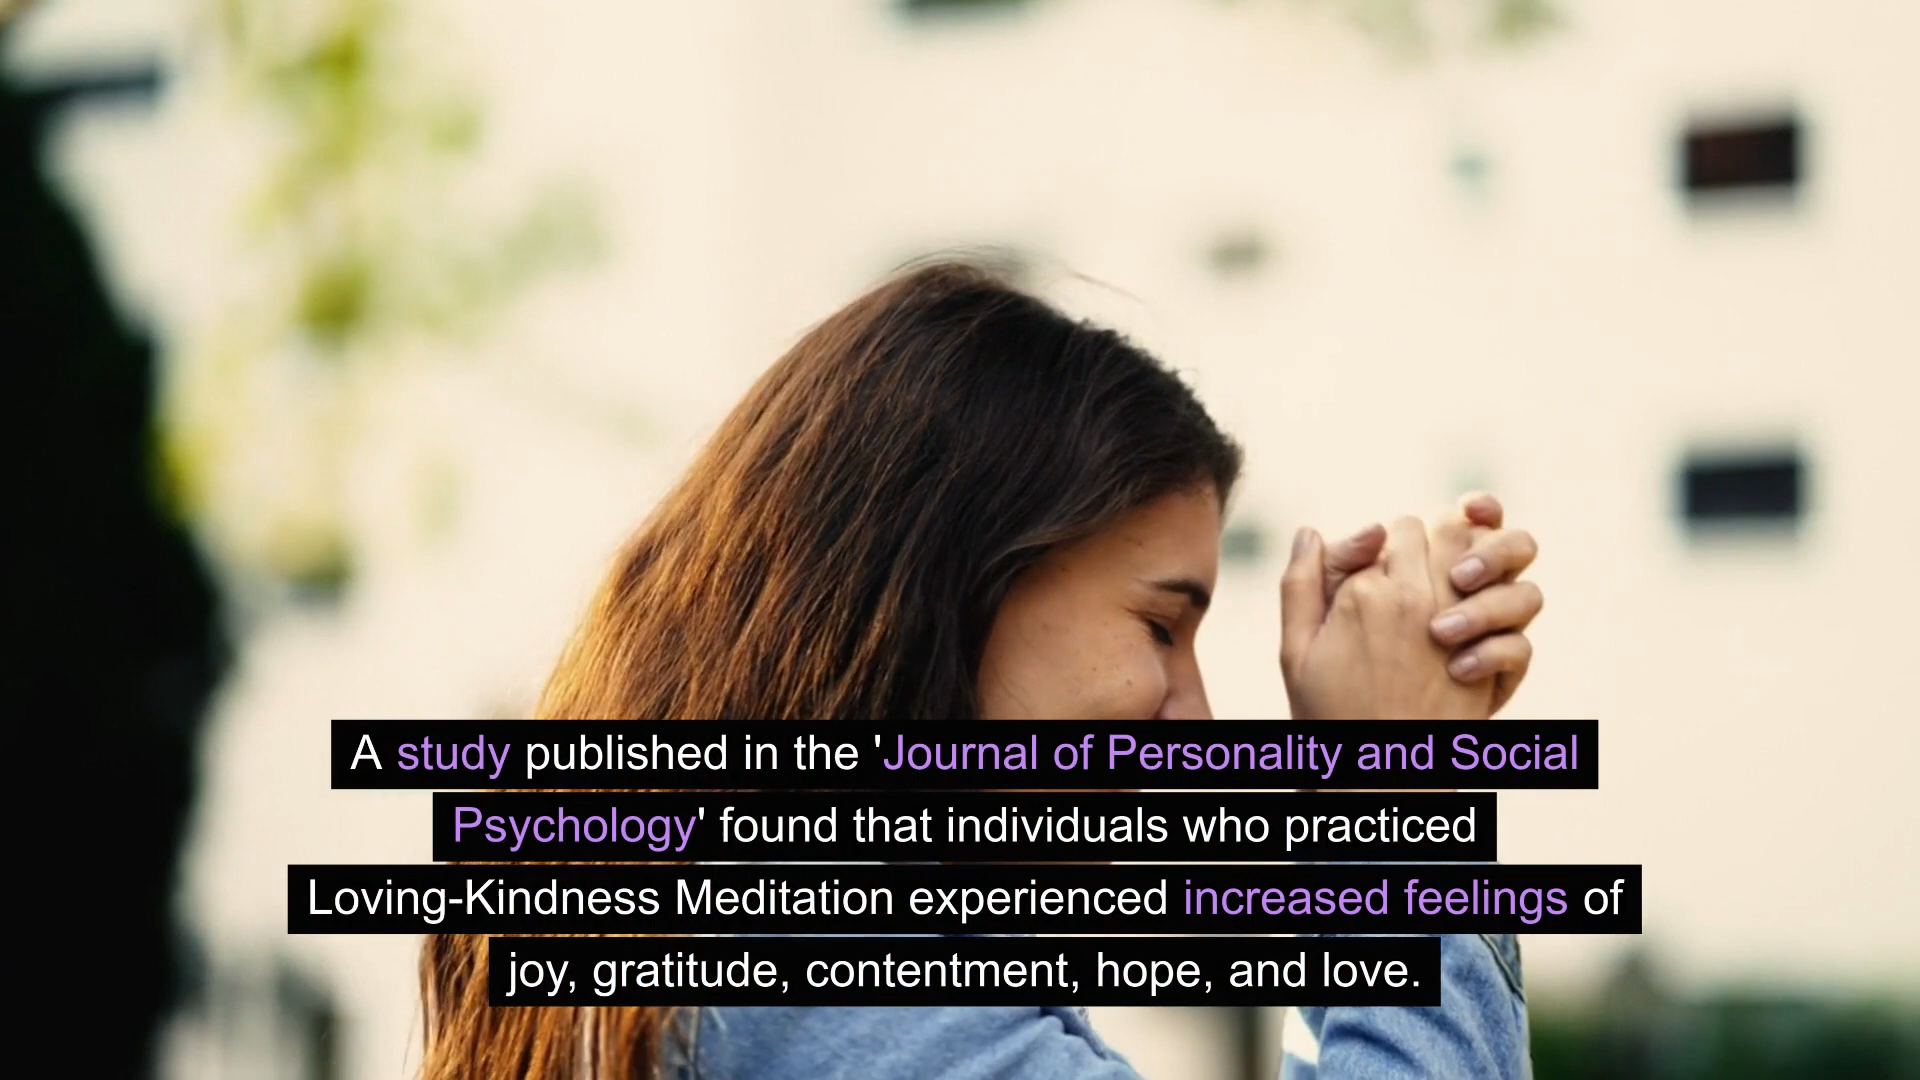 A study published in the 'Journal of Personality and Social
Psychology' found that individuals who practiced
Loving-Kindness Meditation experienced increased feelings of
joy, gratitude, contentment, hope, and love.